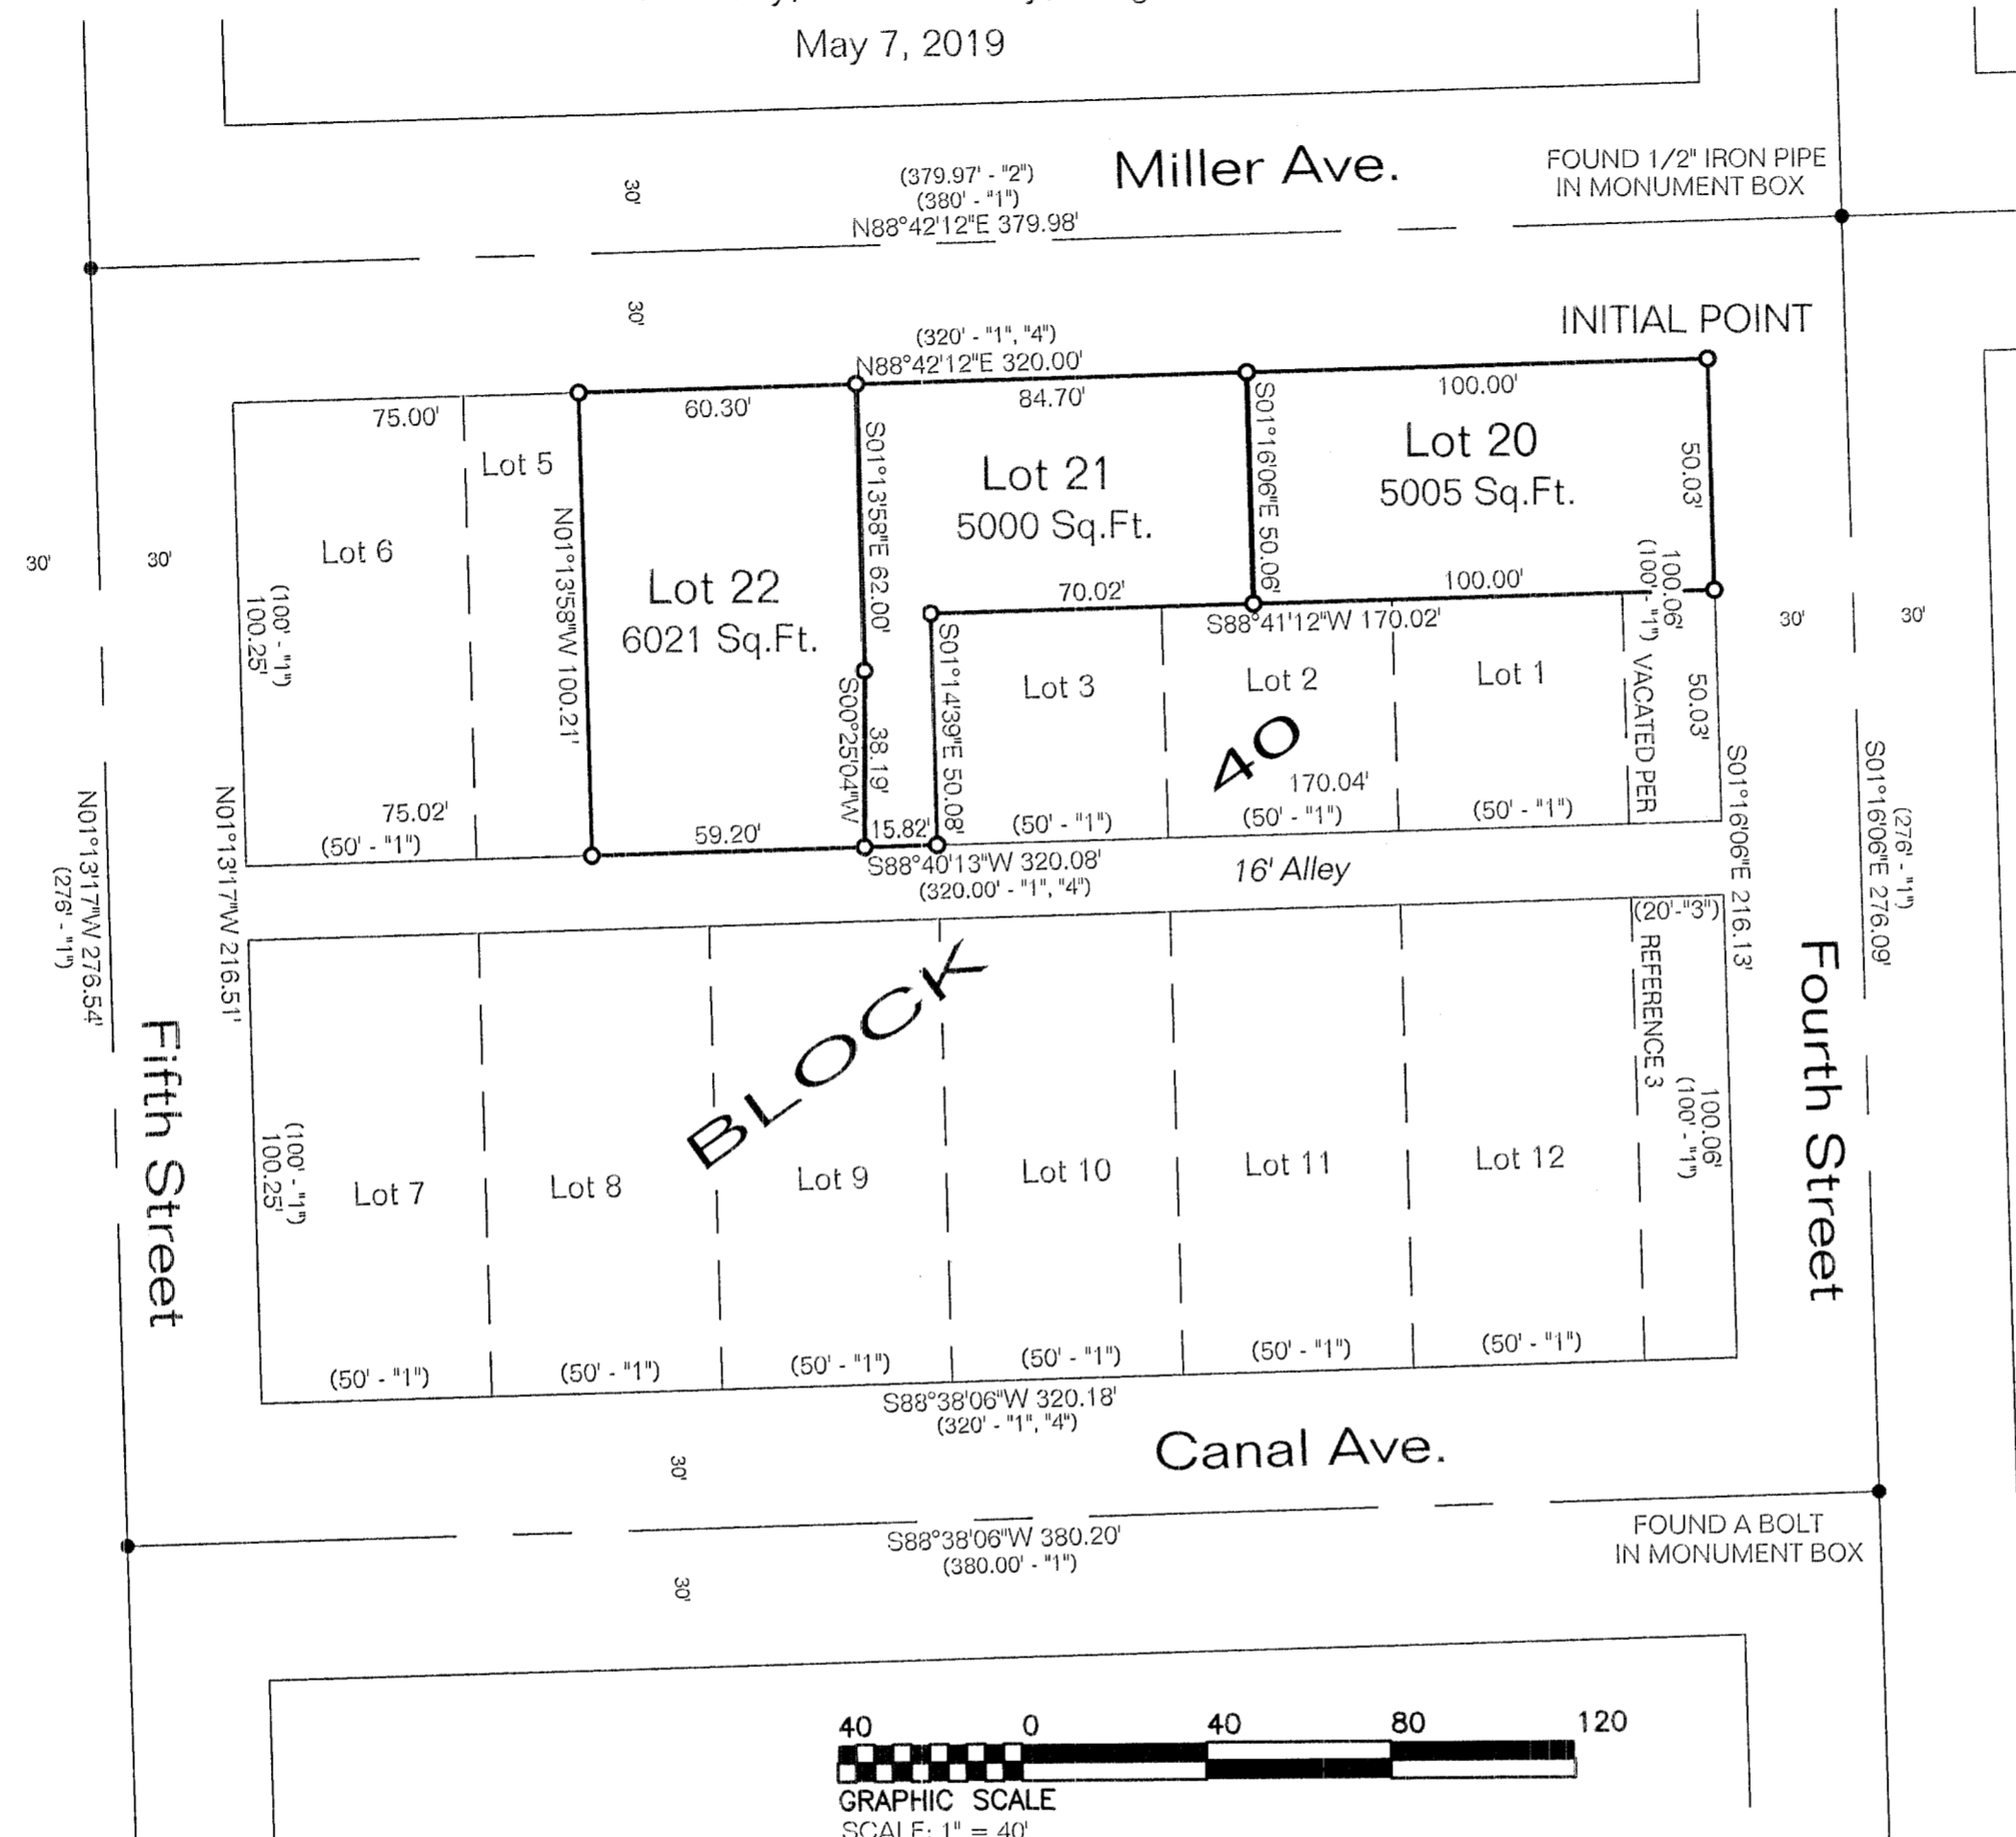 May 7, 2019
Miller Ave.
(379.97' - "2")
(380' - "1")
N88°42'12"E 379.98'
FOUND 1/2" IRON PIPE
IN MONUMENT BOX
30'
30'
INITIAL POINT
(320' - "1", "4")
N88°42'12"E 320.00'
75.00'
60.30'
84.70'
100.00'
Lot 5
Lot 6
Lot 22
6021 Sq.Ft.
Lot 21
5000 Sq.Ft.
Lot 20
5005 Sq.Ft.
N01°13'58"W 100.21'
S01°13'58"E 62.00'
S01°16'06"E 50.06'
50.03'
30'
30'
(100' - "1")
100.25'
70.02'
100.00'
S88°41'12"W 170.02'
100.06'
(100' - "1")
VACATED PER
30'
30'
S00°25'04"W
38.19'
S01°14'39"E 50.08'
Lot 3
Lot 2
Lot 1
50.03'
40
170.04'
75.02'
(50' - "1")
59.20'
15.82'
(50' - "1")
(50' - "1")
(50' - "1")
S88°40'13"W 320.08'
(320.00' - "1", "4")
16' Alley
N01°13'17"W 276.54'
(276' - "1")
N01°13'17"W 216.51'
S01°16'06"E 216.13'
S01°16'06"E 276.09'
(276' - "1")
(20'-"3")
REFERENCE 3
BLOCK
Fifth Street
Fourth Street
(100' - "1")
100.25'
100.06'
(100' - "1")
Lot 7
Lot 8
Lot 9
Lot 10
Lot 11
Lot 12
(50' - "1")
(50' - "1")
(50' - "1")
(50' - "1")
(50' - "1")
(50' - "1")
S88°38'06"W 320.18'
(320' - "1", "4")
Canal Ave.
30'
S88°38'06"W 380.20'
(380.00' - "1")
FOUND A BOLT
IN MONUMENT BOX
30'
40 0 40 80 120
GRAPHIC SCALE
SCALE: 1" = 40'